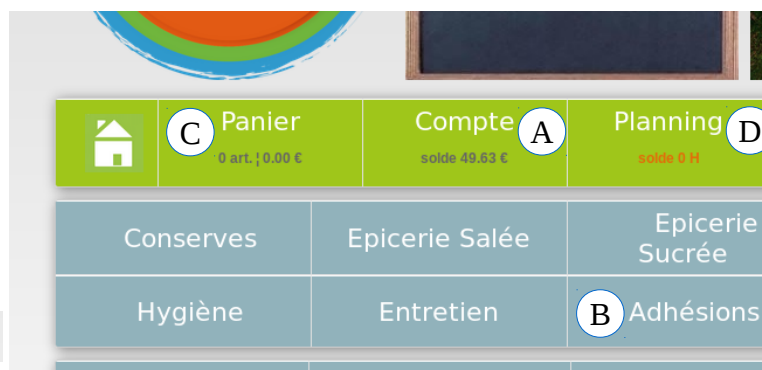 C Panier
0 art. ¦ 0.00 €
Compte A
solde 49.63 €
Planning D
solde 0 H
Conserves
Epicerie Salée
Epicerie
Sucrée
Hygiène
Entretien
B Adhésions